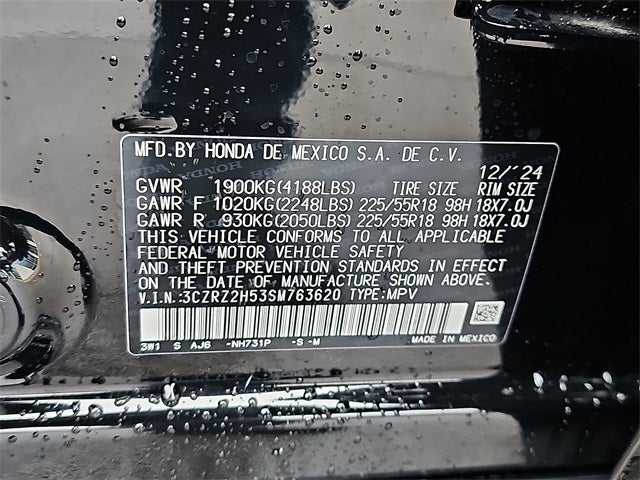 MFD. BY HONDA DE MEXICO S.A. DE C.V.
12/'24
GVWR 1900KG(4188LBS) TIRE SIZE RIM SIZE
GAWR F 1020KG(2248LBS) 225/55R18 98H 18X7.0J
GAWR R 930KG(2050LBS) 225/55R18 98H 18X7.0J
THIS VEHICLE CONFORMS TO ALL APPLICABLE
FEDERAL MOTOR VEHICLE SAFETY
AND THEFT PREVENTION STANDARDS IN EFFECT
ON THE DATE OF MANUFACTURE SHOWN ABOVE.
V.I.N.:3CZRZ2H53SM763620 TYPE:MPV
3W1 S AJ6 -NH731P -S-M MADE IN MEXICO